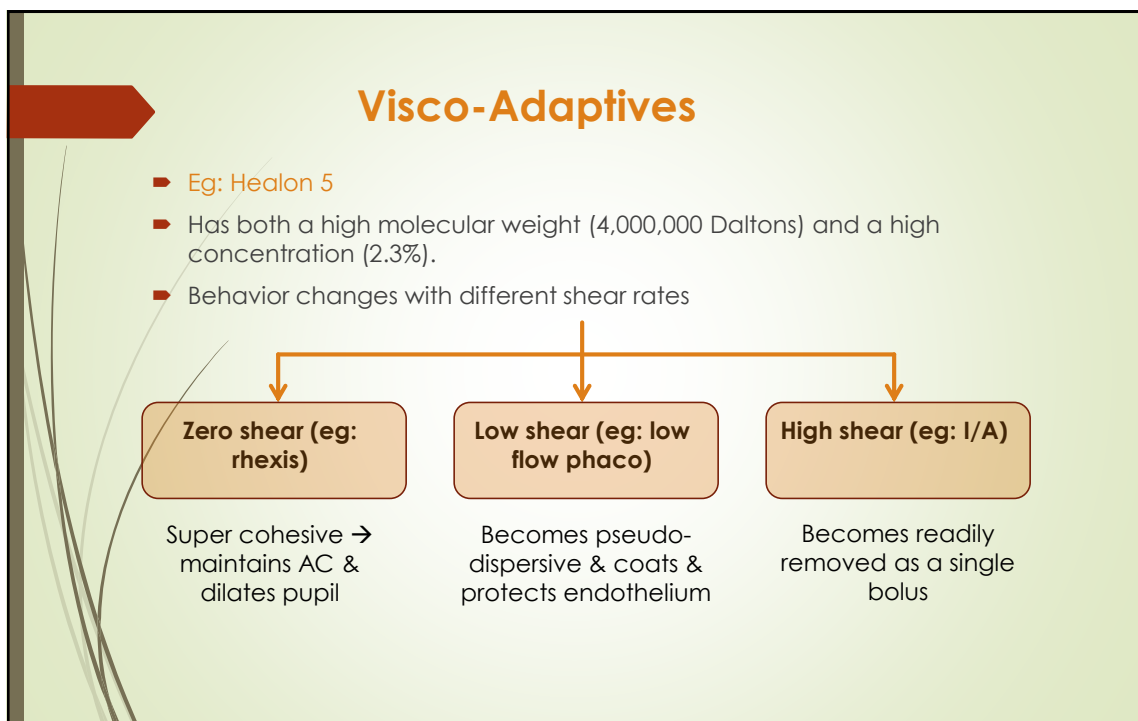 Visco-Adaptives
Eg: Healon 5
Has both a high molecular weight (4,000,000 Daltons) and a high
concentration (2.3%).
Behavior changes with different shear rates
Zero shear (eg:
rhexis)
Super cohesive →
maintains AC &
dilates pupil
Low shear (eg: low
flow phaco)
Becomes pseudo-
dispersive & coats &
protects endothelium
High shear (eg: I/A)
Becomes readily
removed as a single
bolus